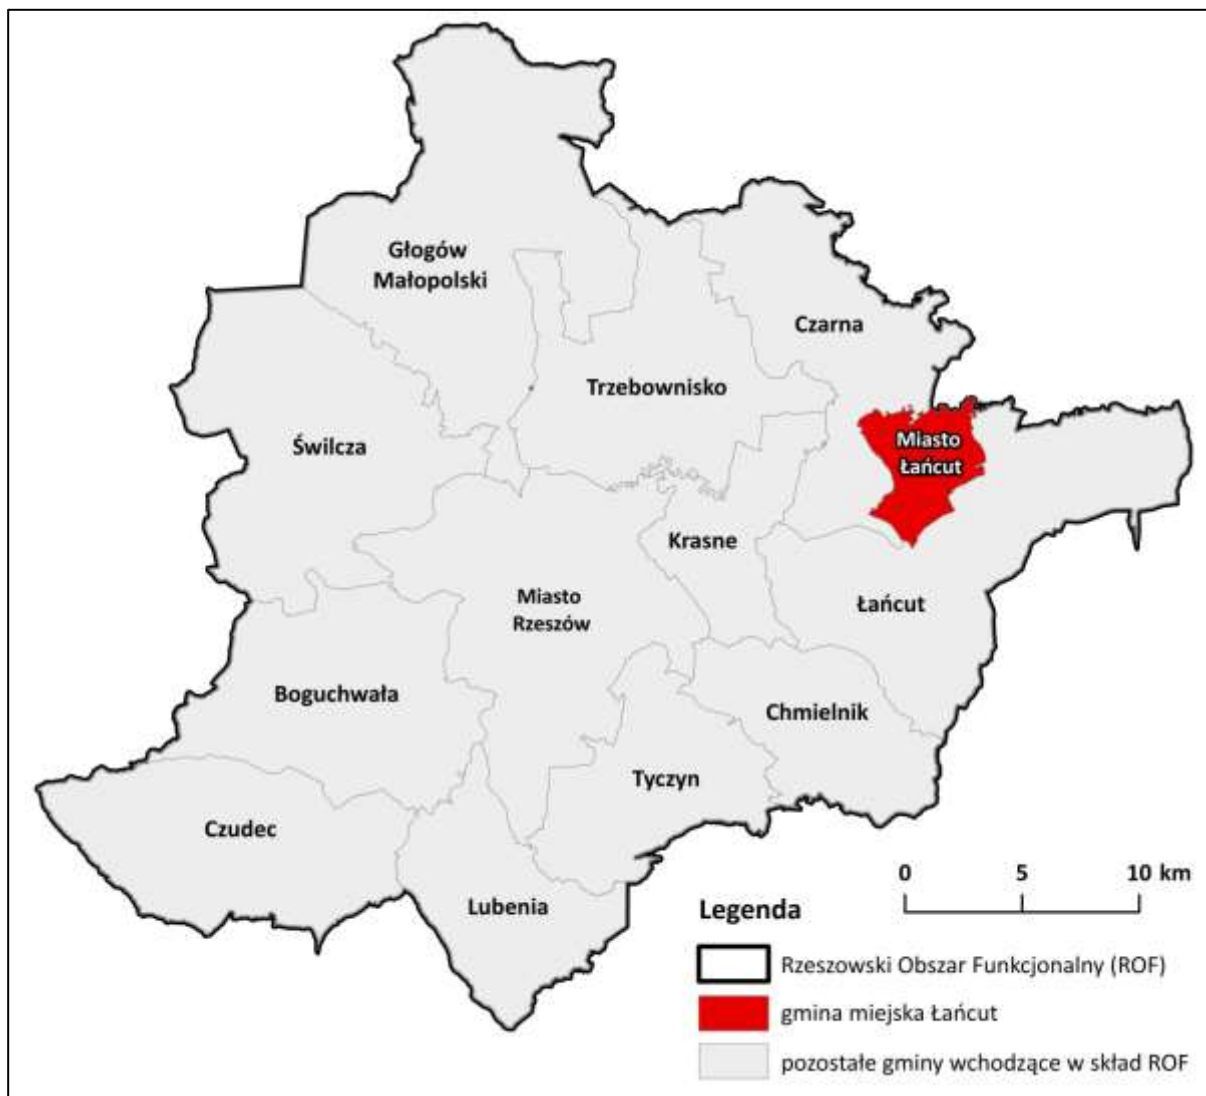 Głogów
Małopolski
Czarna
Trzebownisko
Świlcza
Miasto
Łańcut
Krasne
Miasto
Rzeszów
Łańcut
Boguchwała
Chmielnik
Tyczyn
Czudec
Lubenia
0 5 10 km
Legenda
Rzeszowski Obszar Funkcjonalny (ROF)
gmina miejska Łańcut
pozostałe gminy wchodzące w skład ROF